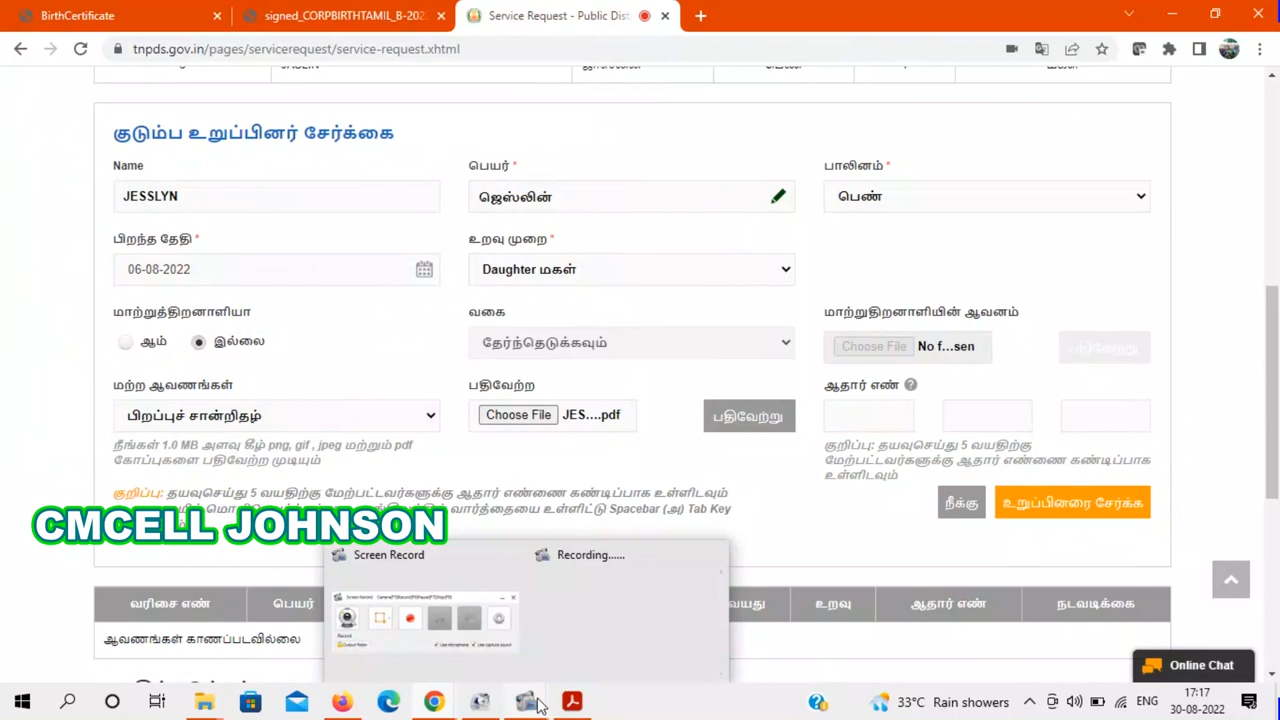 BirthCertificate
signed_CORPBIRTHTAMIL_B-202
Service Request - Public Dist
tnpds.gov.in/pages/servicerequest/service-request.xhtml
குடும்ப உறுப்பினர் சேர்க்கை
Name
பெயர் *
பாலினம் *
JESSLYN
ஜெஸ்லின்
பெண்
பிறந்த தேதி *
உறவு முறை *
06-08-2022
Daughter மகள்
மாற்றுத்திறனாளியா
வகை
மாற்றுதிறனாளியின் ஆவனம்
ஆம்
இல்லை
தேர்ந்தெடுக்கவும்
Choose File No f...sen
பதிவேற்று
மற்ற ஆவணங்கள்
பதிவேற்ற
ஆதார் எண்
பிறப்புச் சான்றிதழ்
Choose File JES....pdf
பதிவேற்று
நீங்கள் 1.0 MB அளவு கீழ் png, gif , jpeg மற்றும் pdf
கோப்புகளை பதிவேற்ற முடியும்
குறிப்பு: தயவுசெய்து 5 வயதிற்கு
மேற்பட்டவர்களுக்கு ஆதார் எண்ணை கண்டிப்பாக
உள்ளிடவும்
குறிப்பு: தயவுசெய்து 5 வயதிற்கு மேற்பட்டவர்களுக்கு ஆதார் எண்ணை கண்டிப்பாக உள்ளிடவும்
வார்த்தையை உள்ளிட்டு Spacebar (அ) Tab Key
நீக்கு
உறுப்பினரை சேர்க்க
CMCELL JOHNSON
Screen Record
Recording......
வரிசை எண்
பெயர்
வயது
உறவு
ஆதார் எண்
நடவடிக்கை
ஆவணங்கள் காணப்படவில்லை
Online Chat
33°C Rain showers
ENG
17:17
30-08-2022